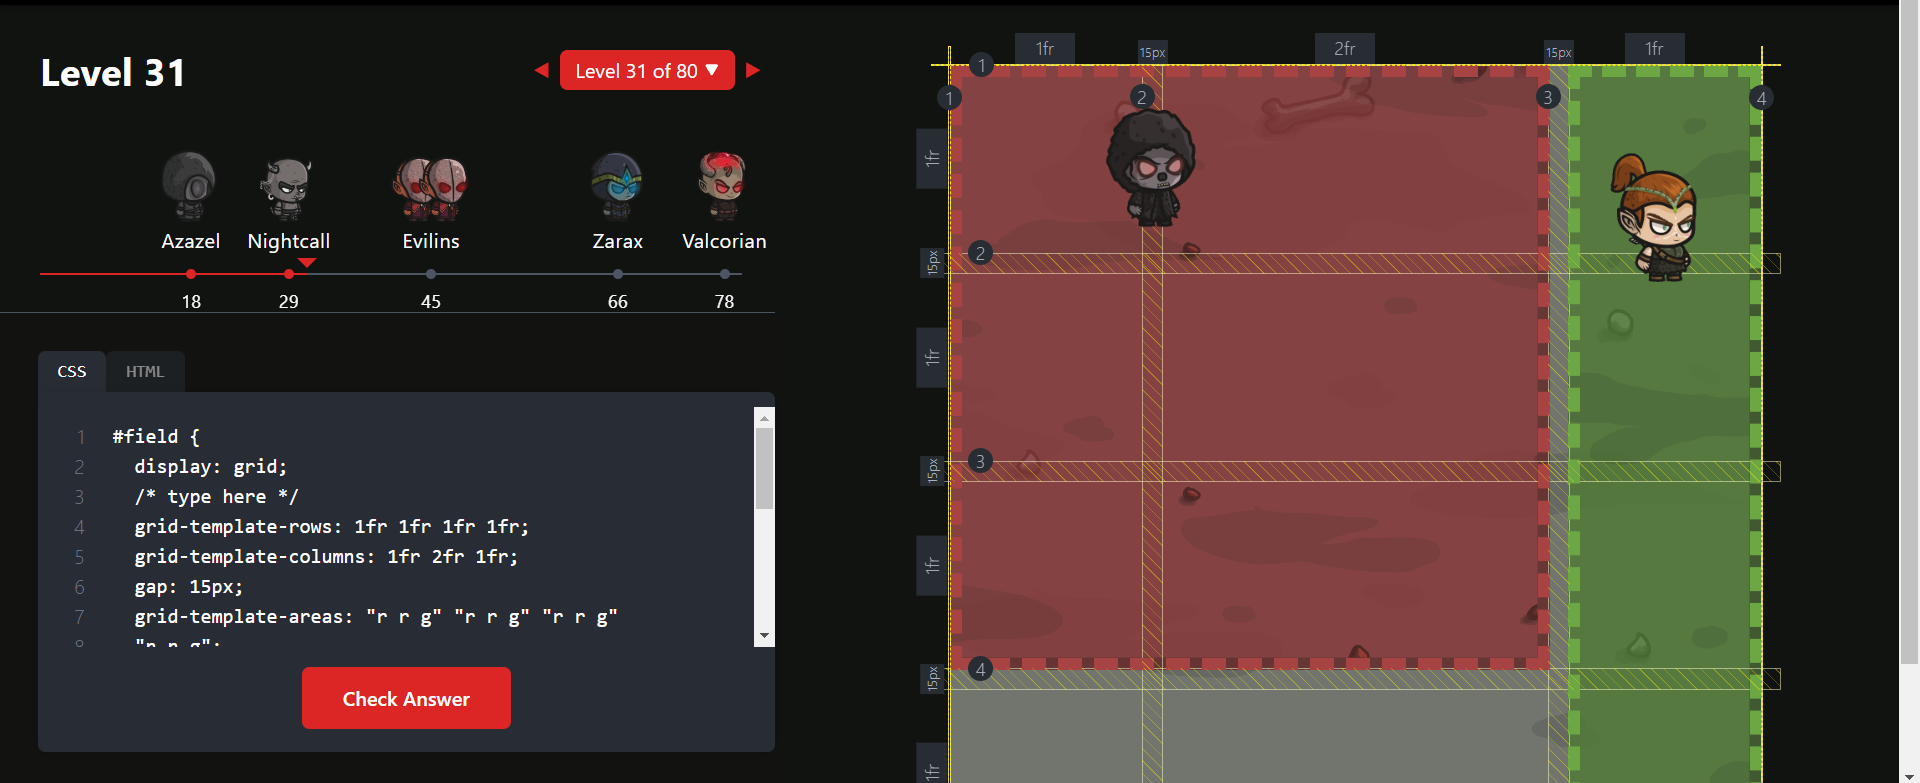 Level 31
Level 31 of 80 ▼
Azazel Nightcall Evilins Zarax Valcorian
18 29 45 66 78
CSS HTML
1 #field {
2 display: grid;
3 /* type here */
4 grid-template-rows: 1fr 1fr 1fr 1fr;
5 grid-template-columns: 1fr 2fr 1fr;
6 gap: 15px;
7 grid-template-areas: "r r g" "r r g" "r r g"
8 "r r g";
Check Answer
1fr 15px 2fr 15px 1fr
1
1 2 3 4
1fr
2
15px
1fr
3
15px
1fr
4
15px
1fr